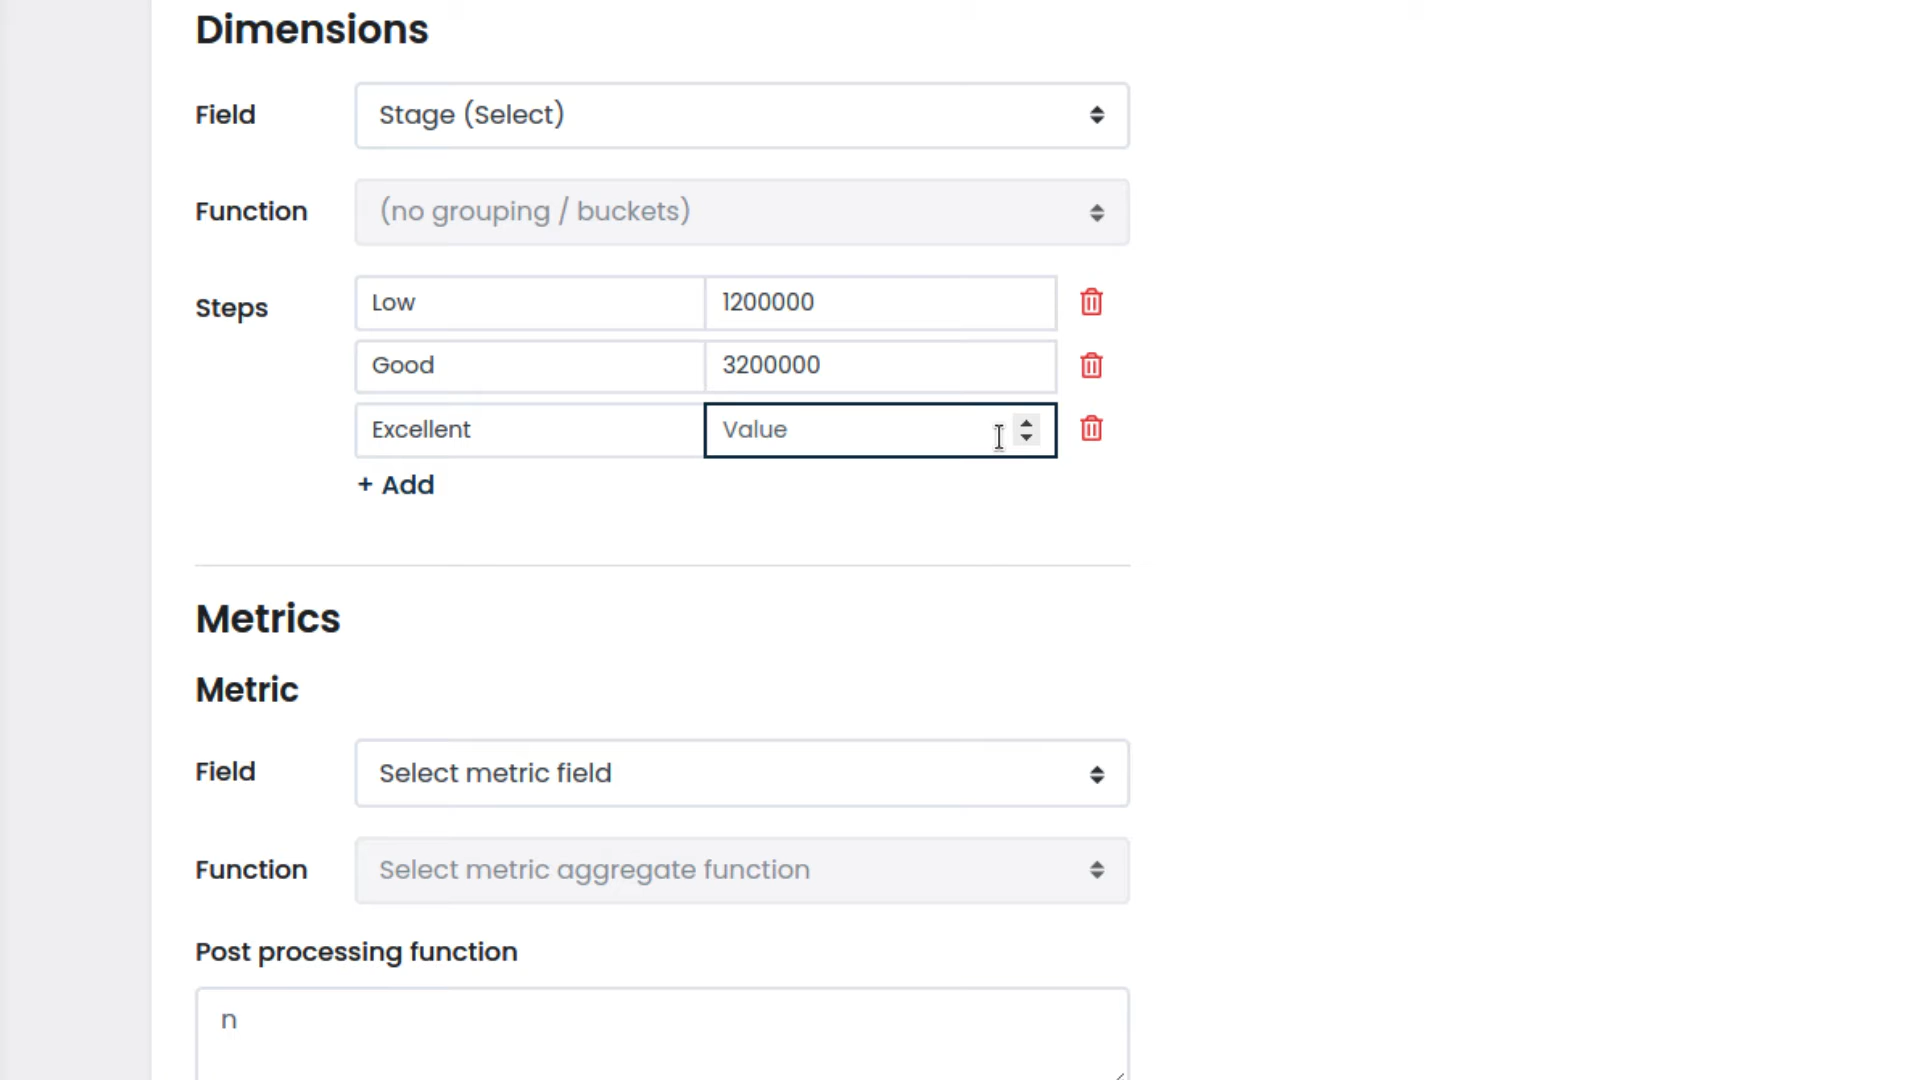 Dimensions
Field Stage (Select)
Function (no grouping / buckets)
Steps Low 1200000
Good 3200000
Excellent Value
+ Add
Metrics
Metric
Field Select metric field
Function Select metric aggregate function
Post processing function
n